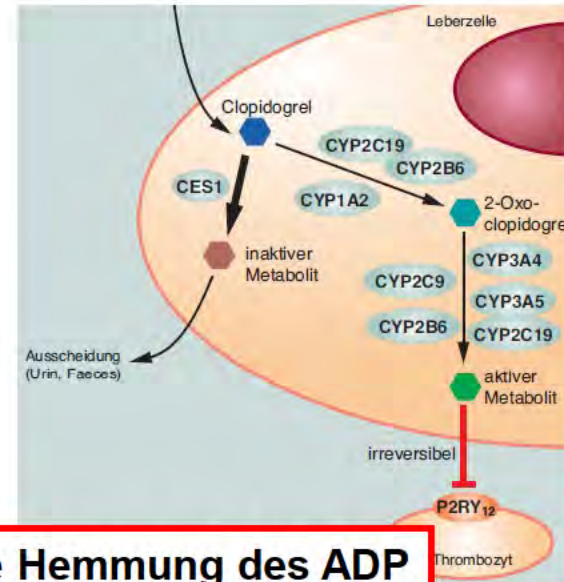 Leberzelle
Clopidogrel
CYP2C19
CYP2B6
CES1
CYP1A2
2-Oxo-
clopidogre
inaktiver
Metabolit
CYP3A4
CYP2C9
CYP3A5
CYP2B6
CYP2C19
Ausscheidung
(Urin, Faeces)
aktiver
Metabolit
irreversibel
P2RY12
Thrombozyt
e Hemmung des ADP